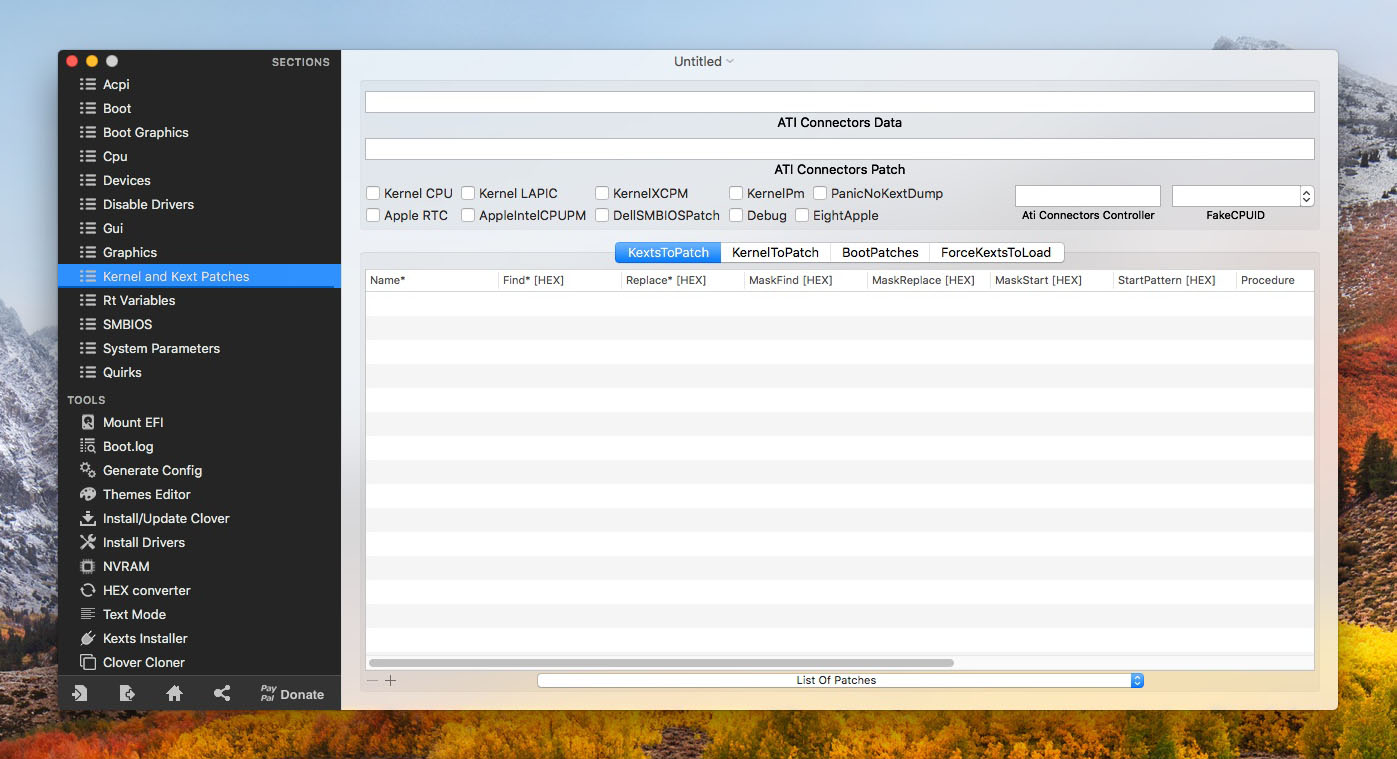 SECTIONS
Acpi
Boot
Boot Graphics
Cpu
Devices
Disable Drivers
Gui
Graphics
Kernel and Kext Patches
Rt Variables
SMBIOS
System Parameters
Quirks
TOOLS
Mount EFI
Boot.log
Generate Config
Themes Editor
Install/Update Clover
Install Drivers
NVRAM
HEX converter
Text Mode
Kexts Installer
Clover Cloner
Pay Pal Donate
Untitled
ATI Connectors Data
ATI Connectors Patch
Kernel CPU Kernel LAPIC KernelXCPM KernelPm PanicNoKextDump
Apple RTC AppleIntelCPUPM DellSMBIOSPatch Debug EightApple
Ati Connectors Controller FakeCPUID
KextsToPatch KernelToPatch BootPatches ForceKextsToLoad
Name* Find* [HEX] Replace* [HEX] MaskFind [HEX] MaskReplace [HEX] MaskStart [HEX] StartPattern [HEX] Procedure
List Of Patches